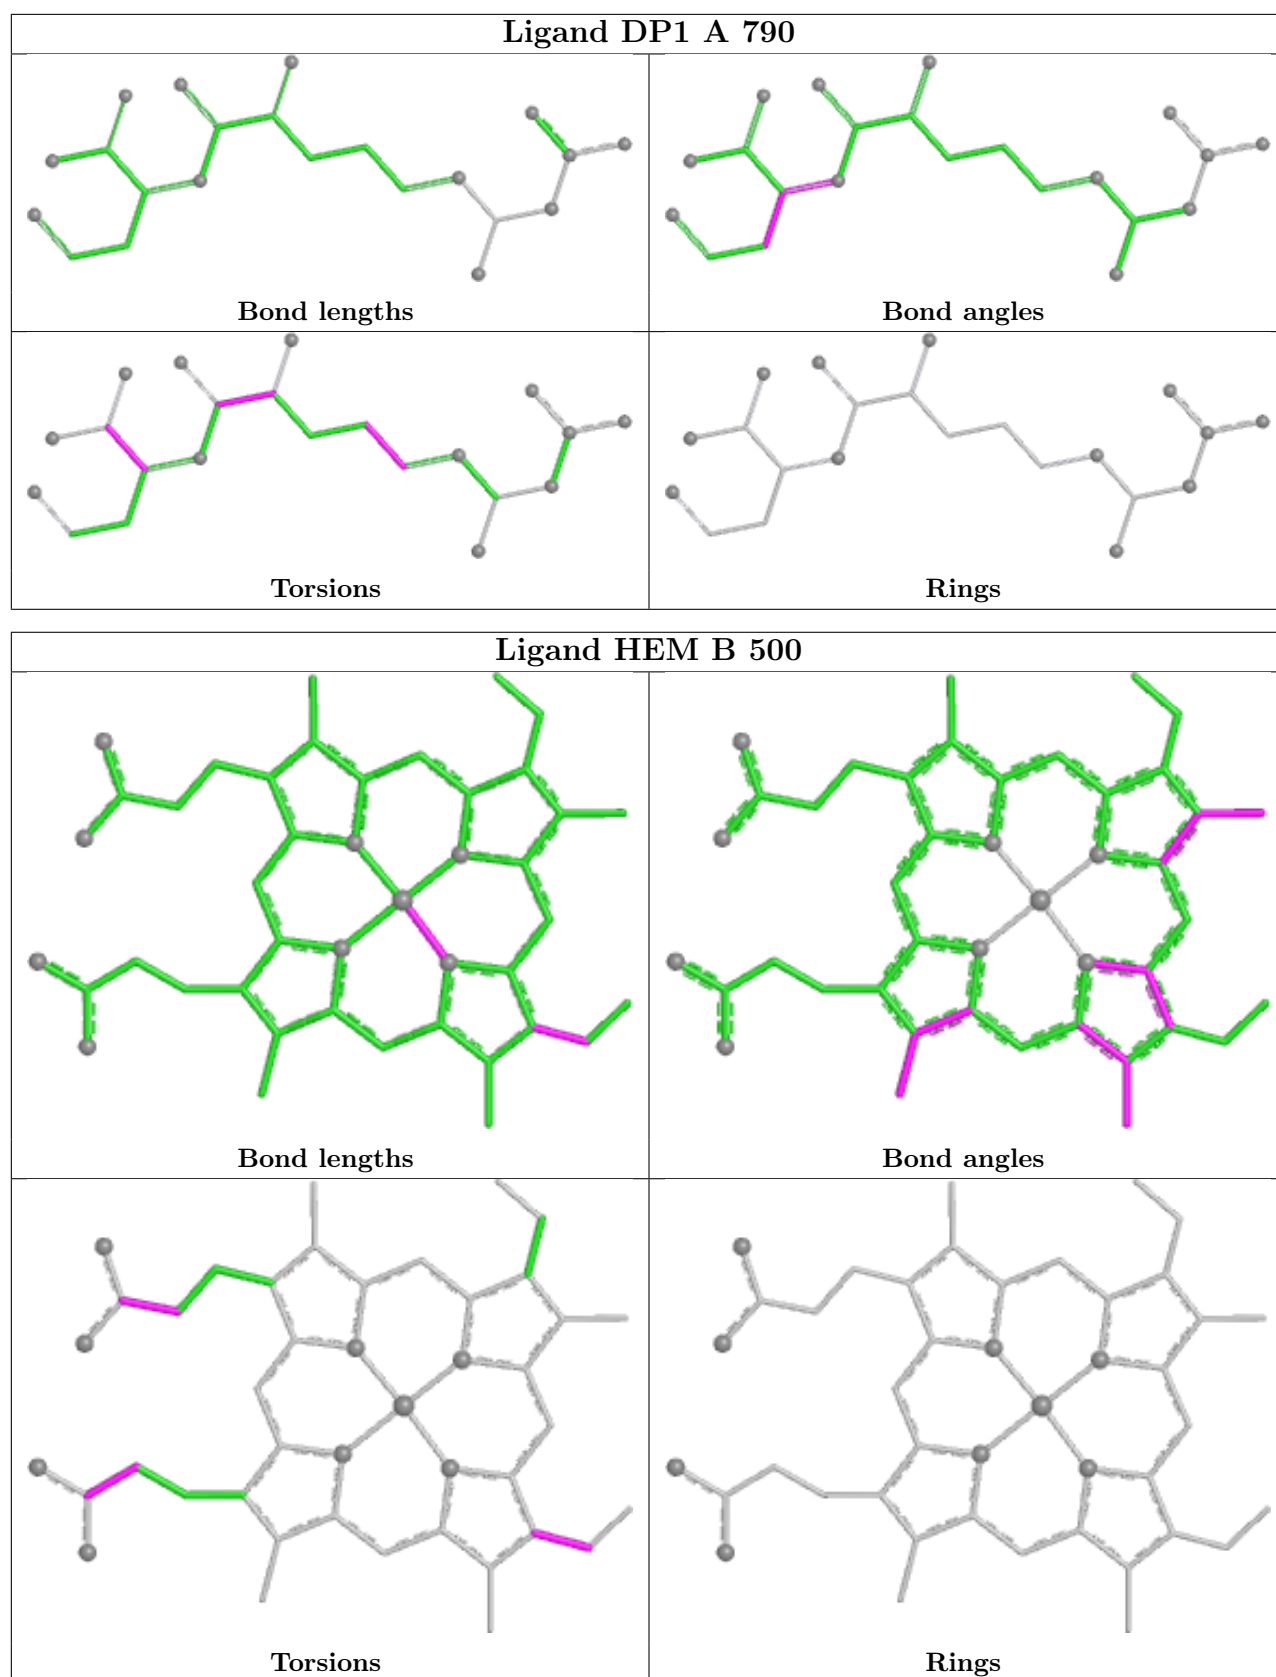 Ligand DP1 A 790
Bond lengths
Bond angles
Torsions
Rings
Ligand HEM B 500
Bond lengths
Bond angles
Torsions
Rings